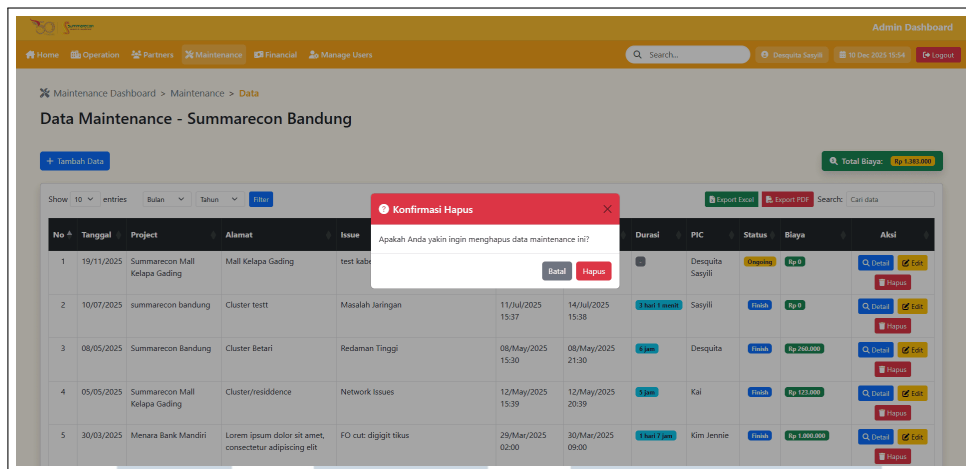 Summarecon
Admin Dashboard
Home Operation Partners Maintenance Financial Manage Users Search... Desquita Sasyili 10 Dec 2025 15:54 Logout
Maintenance Dashboard > Maintenance > Data
Data Maintenance - Summarecon Bandung
+ Tambah Data
Total Biaya: Rp 1.383.000
Show 10 entries Bulan Tahun Filter Export Excel Export PDF Search: Cari data
Konfirmasi Hapus
Apakah Anda yakin ingin menghapus data maintenance ini?
Batal Hapus
No Tanggal Project Alamat Issue Durasi PIC Status Biaya Aksi
1 19/11/2025 Summarecon Mall Mall Kelapa Gading test kabe - Desquita Ongoing Rp 0 Detail Edit
Kelapa Gading Sasyili Hapus
2 10/07/2025 summarecon bandung Cluster testt Masalah Jaringan 11/Jul/2025 14/Jul/2025 3 hari 1 menit Sasyili Finish Rp 0 Detail Edit
15:37 15:38 Hapus
3 08/05/2025 Summarecon Bandung Cluster Betari Redaman Tinggi 08/May/2025 08/May/2025 6 jam Desquita Finish Rp 260.000 Detail Edit
15:30 21:30 Hapus
4 05/05/2025 Summarecon Mall Cluster/residdence Network Issues 12/May/2025 12/May/2025 5 jam Kai Finish Rp 123.000 Detail Edit
Kelapa Gading 15:39 20:39 Hapus
5 30/03/2025 Menara Bank Mandiri Lorem ipsum dolor sit amet, FO cut: digigit tikus 29/Mar/2025 30/Mar/2025 1 hari 7 jam Kim Jennie Finish Rp 1.000.000 Detail Edit
consectetur adipiscing elit 02:00 09:00 Hapus